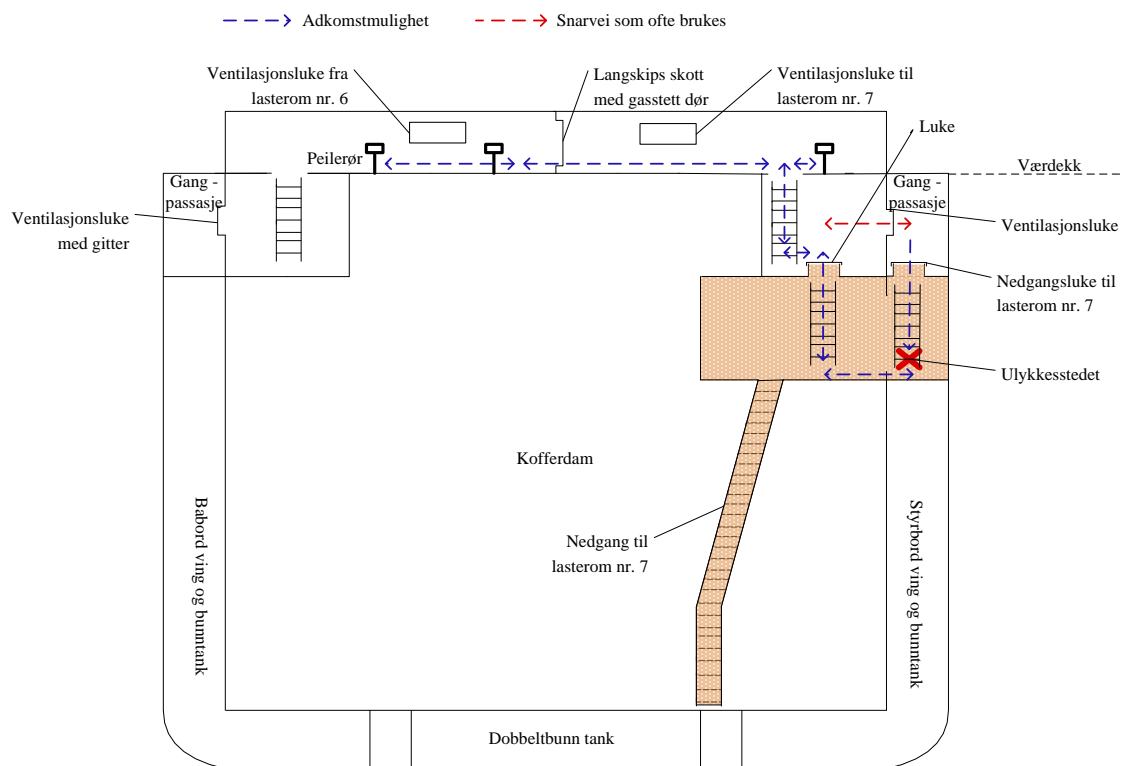 Adkomstmulighet
Snarvei som ofte brukes
Ventilasjonsluke fra
lasterom nr. 6
Langskips skott
med gasstett dør
Ventilasjonsluke til
lasterom nr. 7
Luke
Peilerør
Værdekk
Gang -
passasje
Gang -
passasje
Ventilasjonsluke
med gitter
Ventilasjonsluke
Nedgangsluke til
lasterom nr. 7
Ulykkesstedet
Kofferdam
Nedgang til
lasterom nr. 7
Babord ving og bunntank
Styrbord ving og bunntank
Dobbeltbunn tank